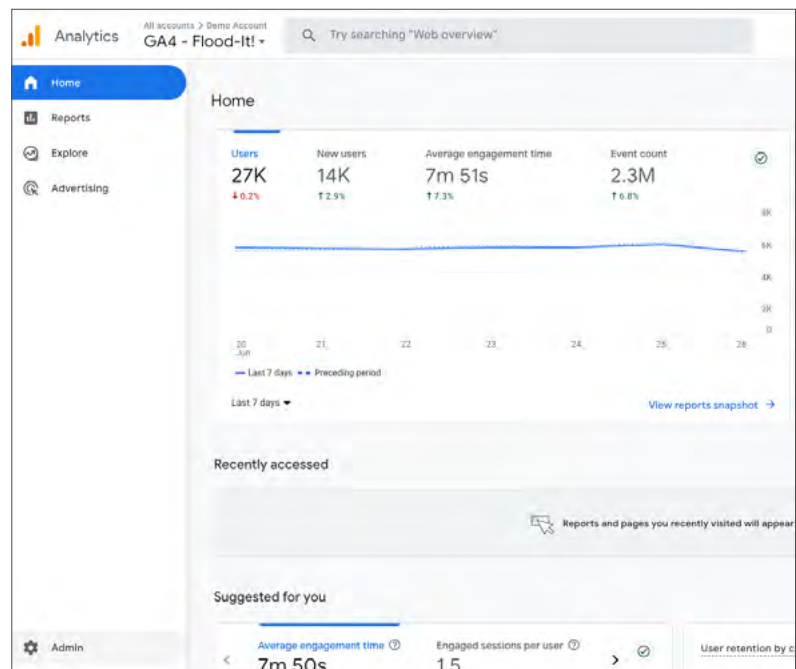 Analytics
All accounts > Demo Account
GA4 - Flood-It!
Try searching "Web overview"
Home
Reports
Explore
Advertising
Admin
Home
Users
27K
↓ 0.2%
New users
14K
↑ 2.9%
Average engagement time
7m 51s
↑ 7.3%
Event count
2.3M
↑ 6.8%
8K
6K
4K
2K
0
20 21 22 23 24 25 26
Jun
Last 7 days Preceding period
Last 7 days
View reports snapshot →
Recently accessed
Reports and pages you recently visited will appear
Suggested for you
Average engagement time
7m 50s
Engaged sessions per user
1.5
User retention by c